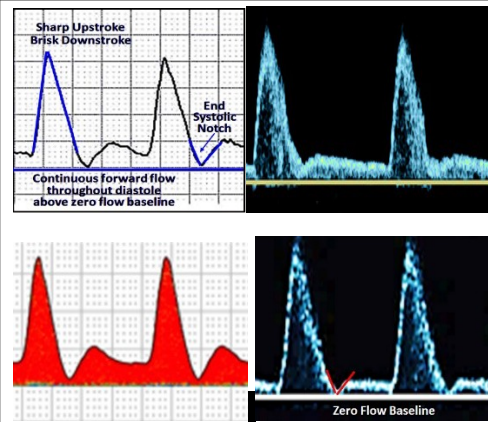 Sharp Upstroke
Brisk Downstroke
End
Systolic
Notch
Continuous forward flow
throughout diastole
above zero flow baseline
Zero Flow Baseline